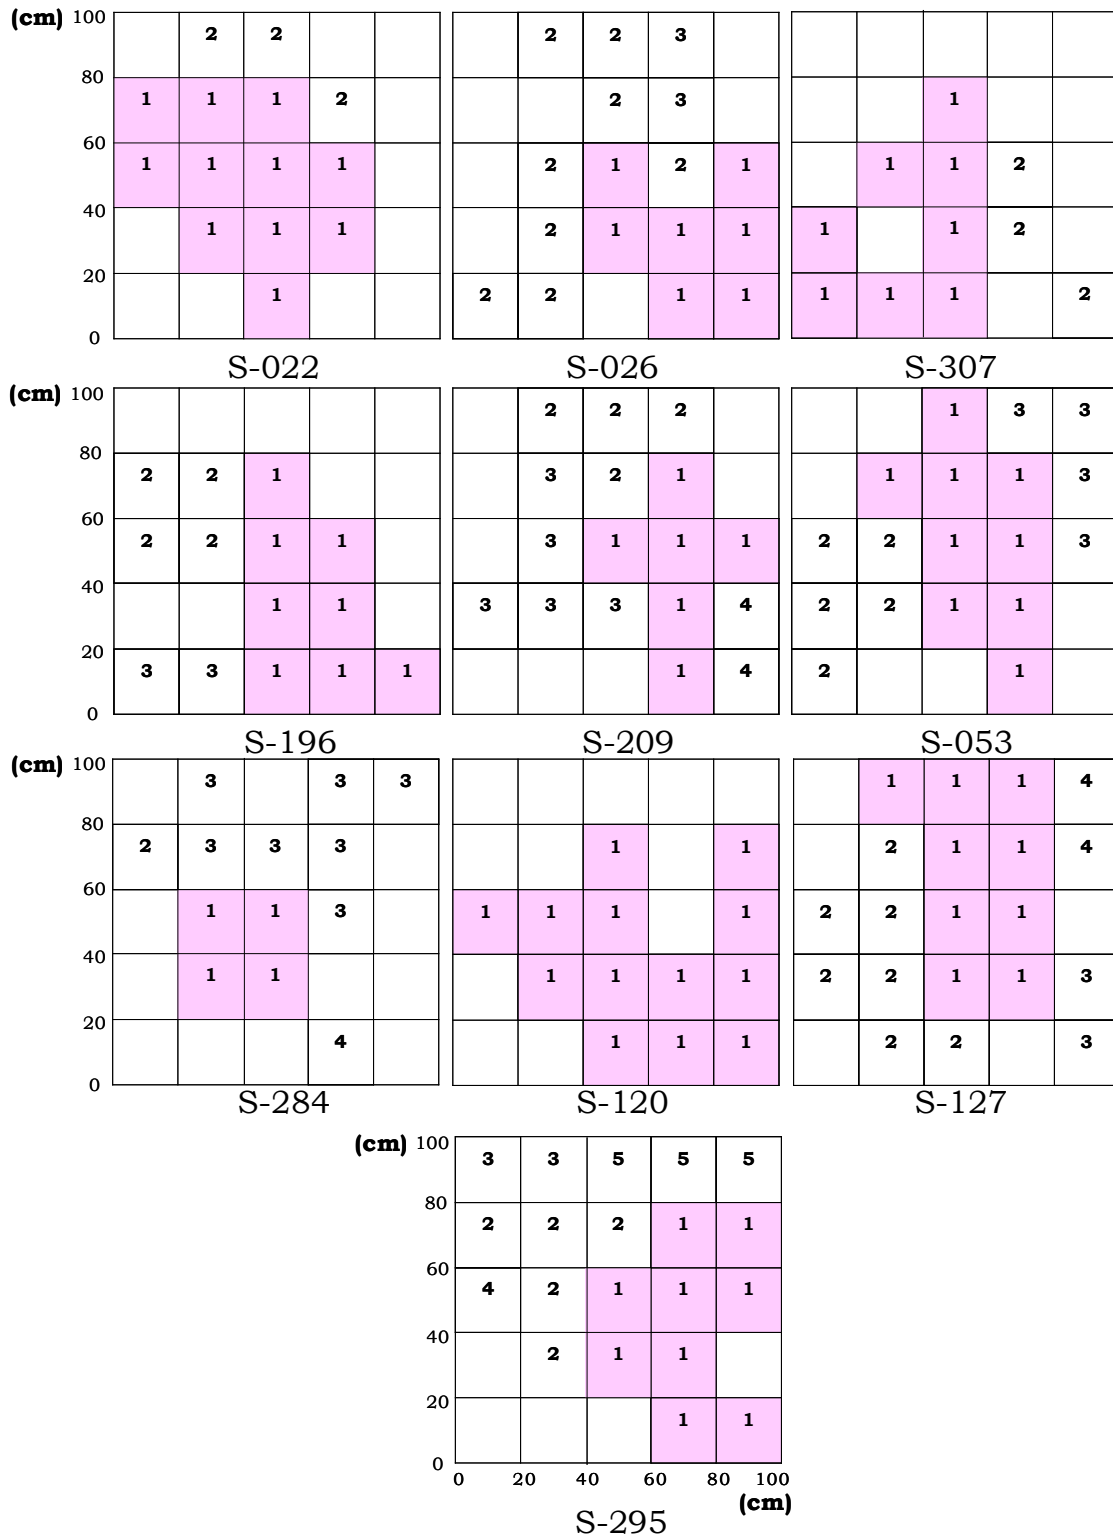 (cm) 100 2 2 2 2 3
80 1 1 1 2 2 3 1
60 1 1 1 1 2 1 2 1 1 1 2
40 1 1 1 2 1 1 1 1 1 2
20 1 2 2 1 1 1 1 1 2
0
S-022 S-026 S-307
(cm) 100 2 2 2 1 3 3
80 2 2 1 3 2 1 1 1 1 3
60 2 2 1 1 3 1 1 1 2 2 1 1 3
40 1 1 3 3 3 1 4 2 2 1 1
20 3 3 1 1 1 1 4 2 1
0
S-196 S-209 S-053
(cm) 100 3 3 3 1 1 1 4
80 2 3 3 3 1 1 2 1 1 4
60 1 1 3 1 1 1 1 2 2 1 1
40 1 1 1 1 1 1 2 2 1 1 3
20 4 1 1 1 2 2 3
0
S-284 S-120 S-127
(cm) 100 3 3 5 5 5
80 2 2 2 1 1
60 4 2 1 1 1
40 2 1 1
20 1 1
0
0 20 40 60 80 100
(cm)
S-295